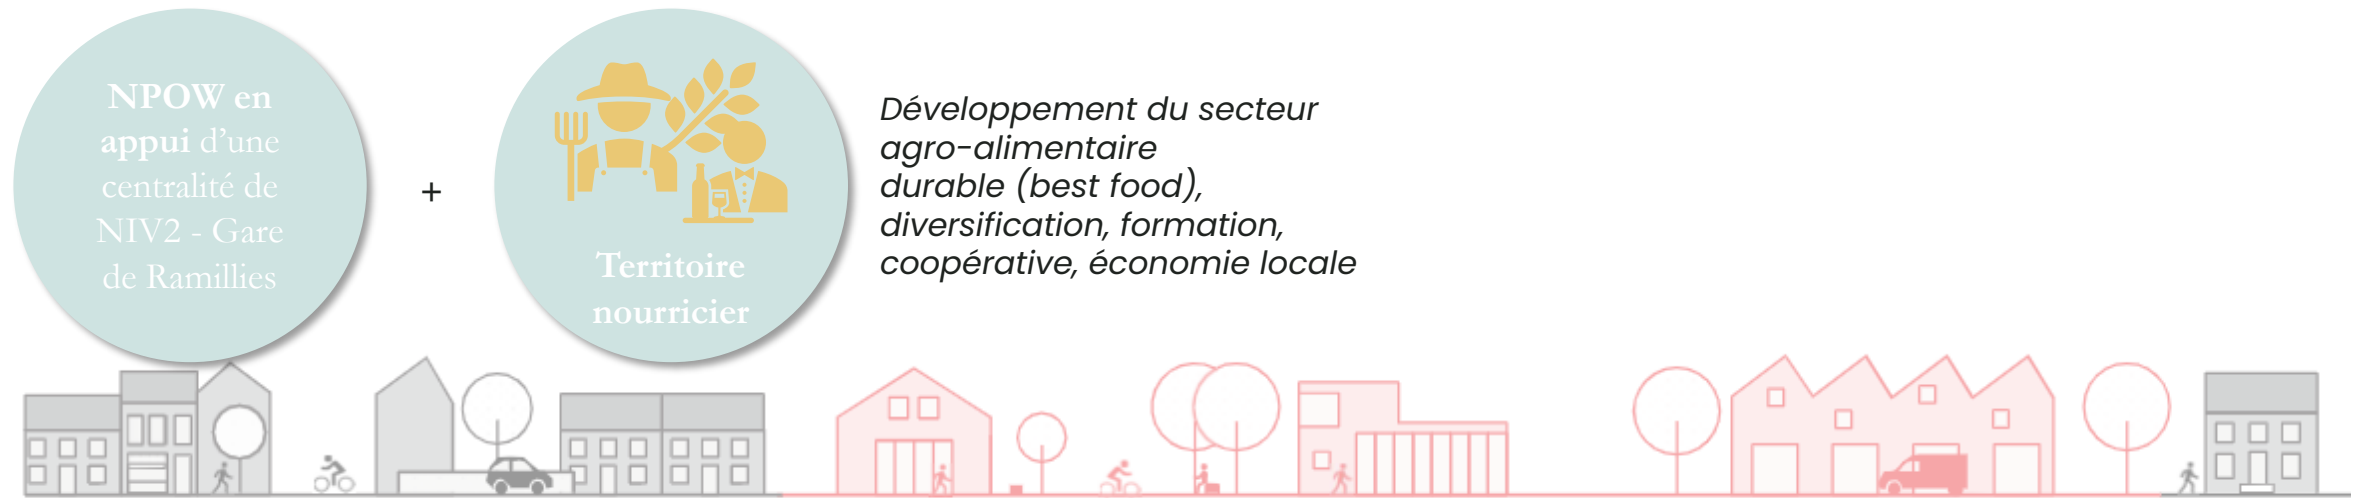 NPOW en
appui d’une
centralité de
NIV2 - Gare
de Ramillies
+
Territoire
nourricier
Développement du secteur
agro-alimentaire
durable (best food),
diversification, formation,
coopérative, économie locale